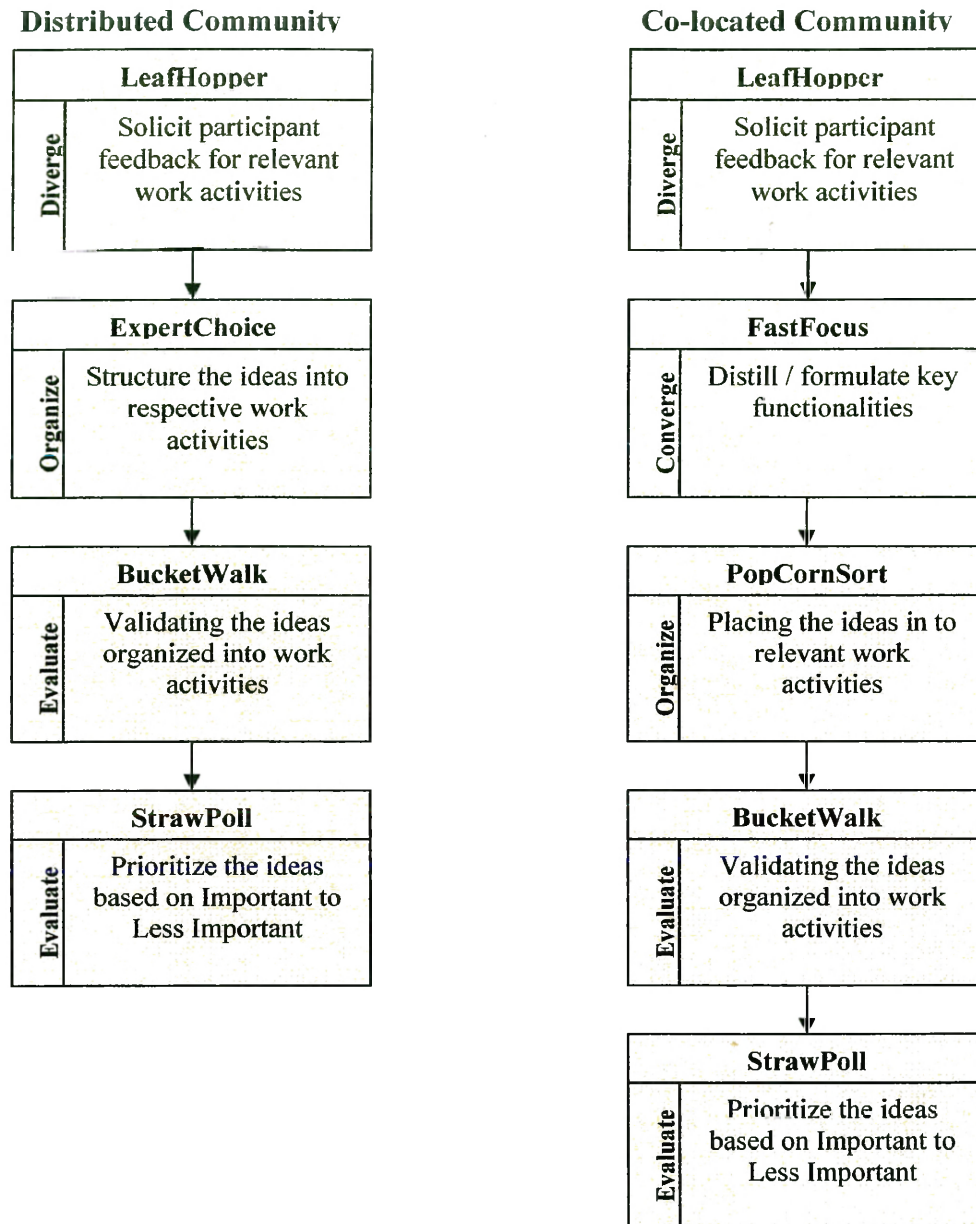 Distributed Community
LeafHopper
Diverge
Solicit participant
feedback for relevant
work activities
ExpertChoice
Organize
Structure the ideas into
respective work
activities
BucketWalk
Evaluate
Validating the ideas
organized into work
activities
StrawPoll
Evaluate
Prioritize the ideas
based on Important to
Less Important
Co-located Community
LeafHopper
Diverge
Solicit participant
feedback for relevant
work activities
FastFocus
Converge
Distill / formulate key
functionalities
PopCornSort
Organize
Placing the ideas in to
relevant work
activities
BucketWalk
Evaluate
Validating the ideas
organized into work
activities
StrawPoll
Evaluate
Prioritize the ideas
based on Important to
Less Important